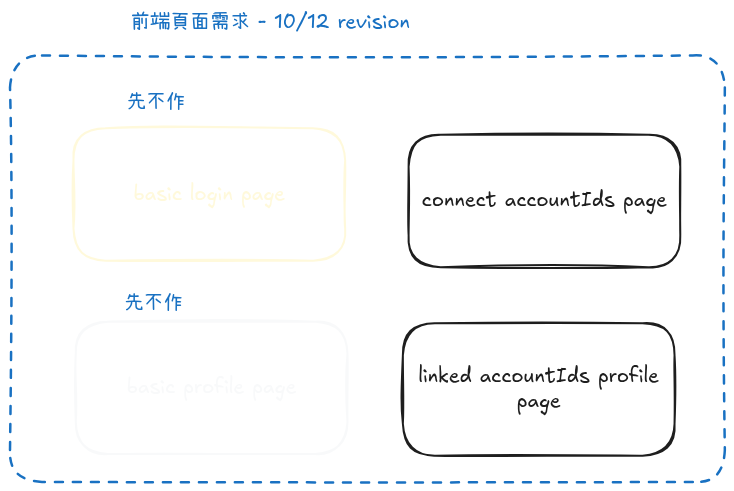 前端頁面需求 - 10/12 revision
先不作
basic login page
connect accountIds page
先不作
basic profile page
linked accountIds profile
page